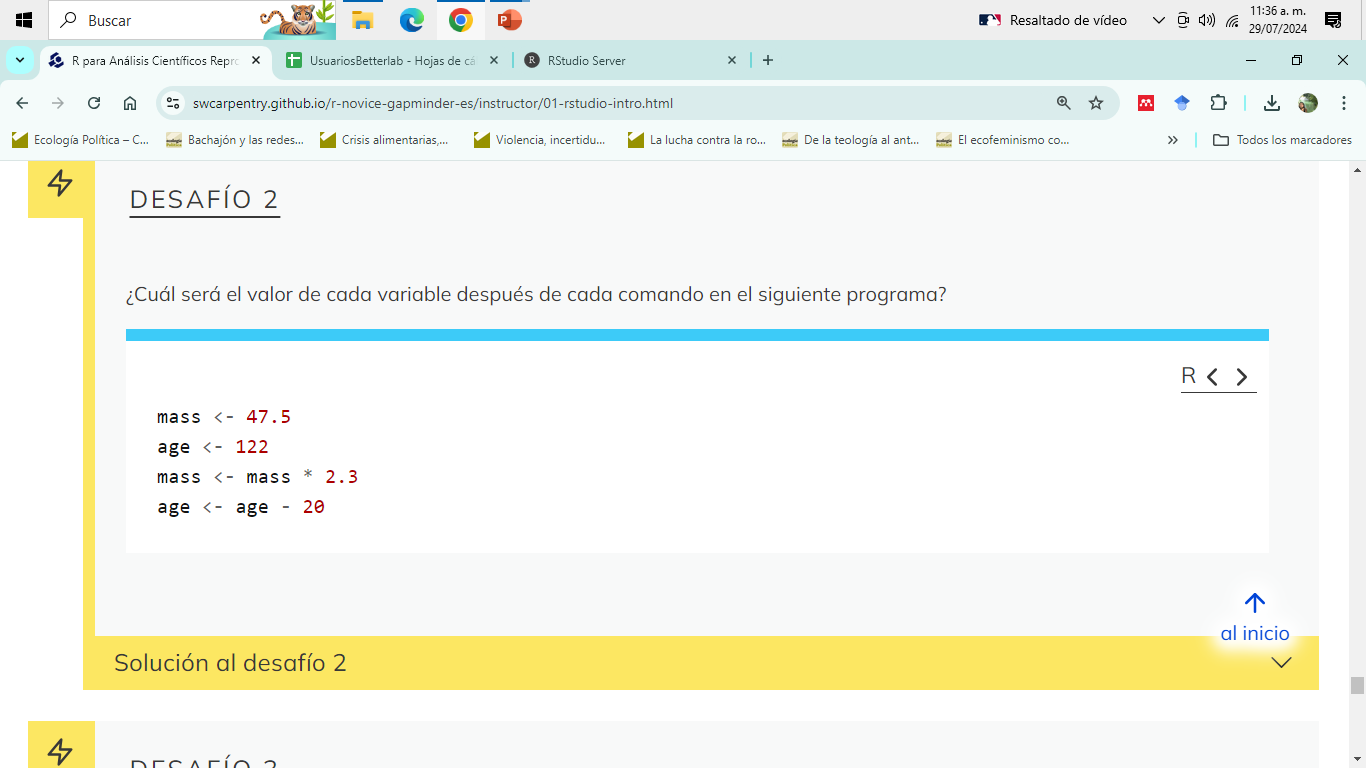 Buscar
Resaltado de vídeo
11:36 a. m.
29/07/2024
R para Análisis Científicos Repro
UsuariosBetterlab - Hojas de cá
RStudio Server
swcarpentry.github.io/r-novice-gapminder-es/instructor/01-rstudio-intro.html
Ecología Política – C...
Bachajón y las redes...
Crisis alimentarias,...
Violencia, incertidu...
La lucha contra la ro...
De la teología al ant...
El ecofeminismo co...
Todos los marcadores
DESAFÍO 2
¿Cuál será el valor de cada variable después de cada comando en el siguiente programa?
R
mass <- 47.5
age <- 122
mass <- mass * 2.3
age <- age - 20
al inicio
Solución al desafío 2
DESAFÍO 3